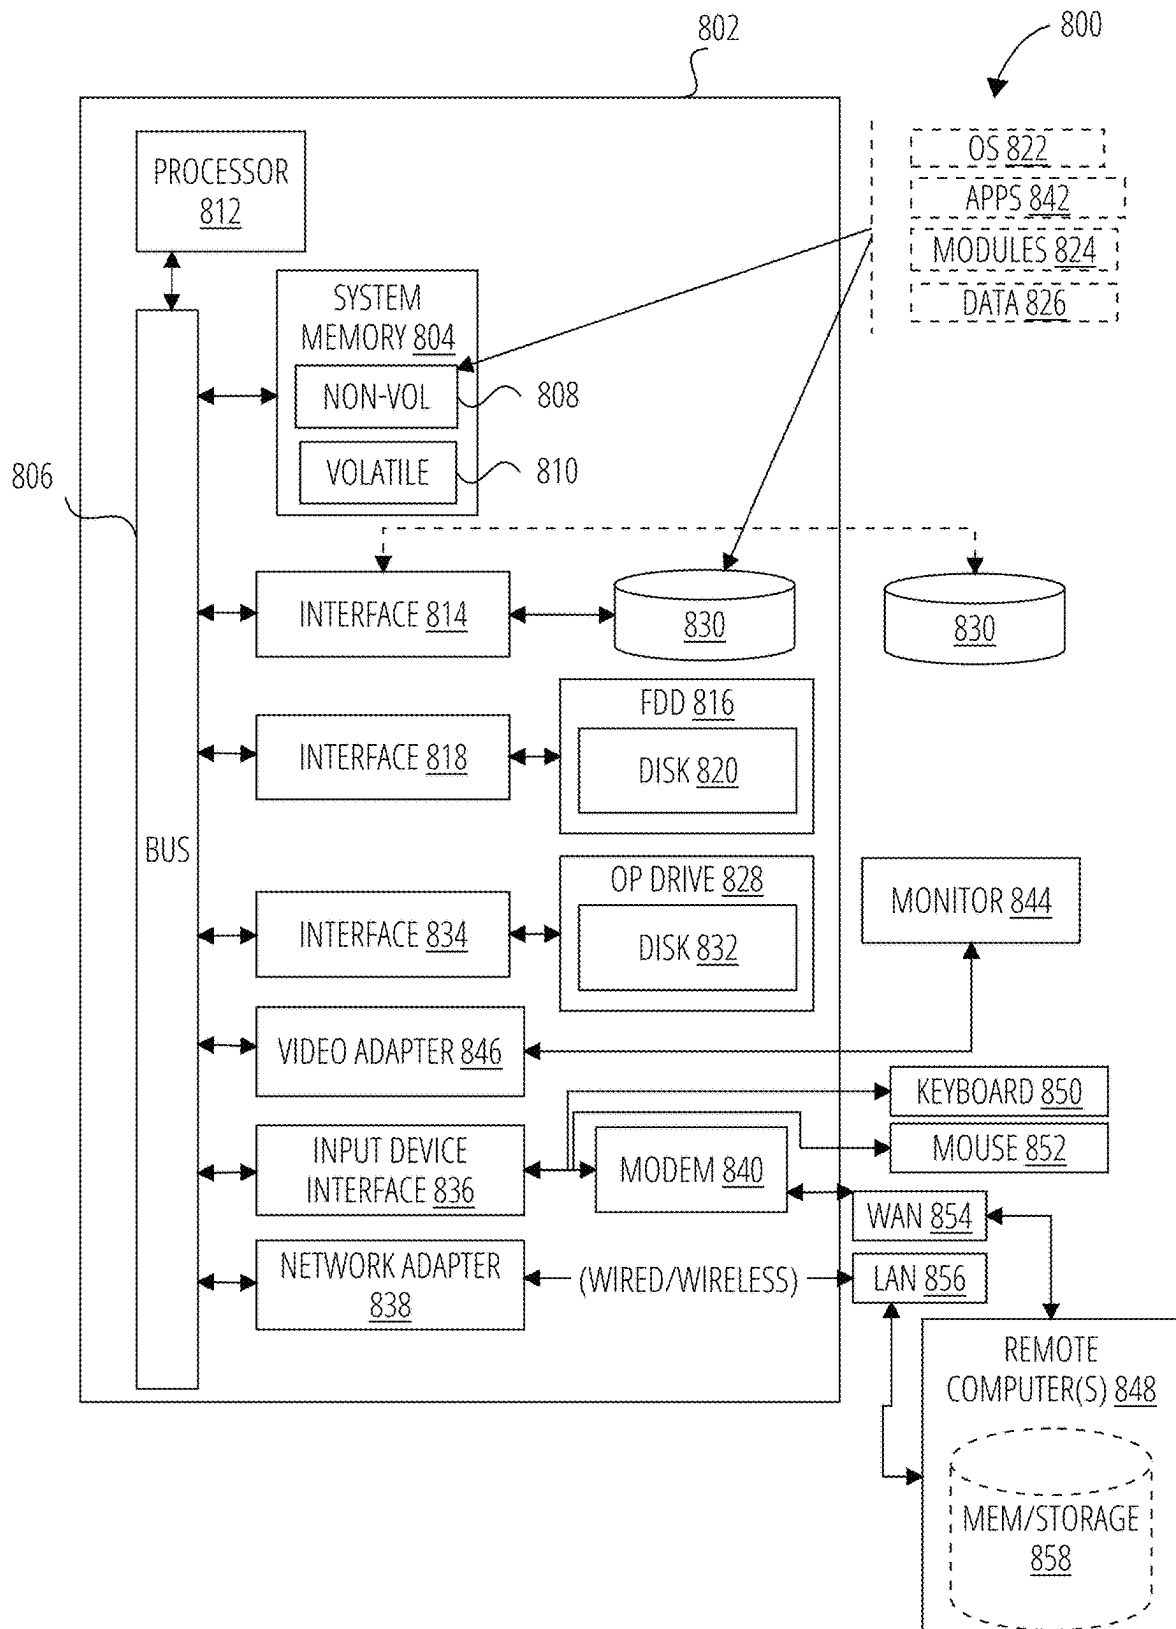 802
800
PROCESSOR
812
OS 822
APPS 842
MODULES 824
DATA 826
SYSTEM
MEMORY 804
NON-VOL
808
VOLATILE
810
806
INTERFACE 814
830
830
FDD 816
INTERFACE 818
DISK 820
BUS
OP DRIVE 828
INTERFACE 834
DISK 832
MONITOR 844
VIDEO ADAPTER 846
KEYBOARD 850
INPUT DEVICE
INTERFACE 836
MODEM 840
MOUSE 852
WAN 854
NETWORK ADAPTER
838
(WIRED/WIRELESS)
LAN 856
REMOTE
COMPUTER(S) 848
MEM/STORAGE
858